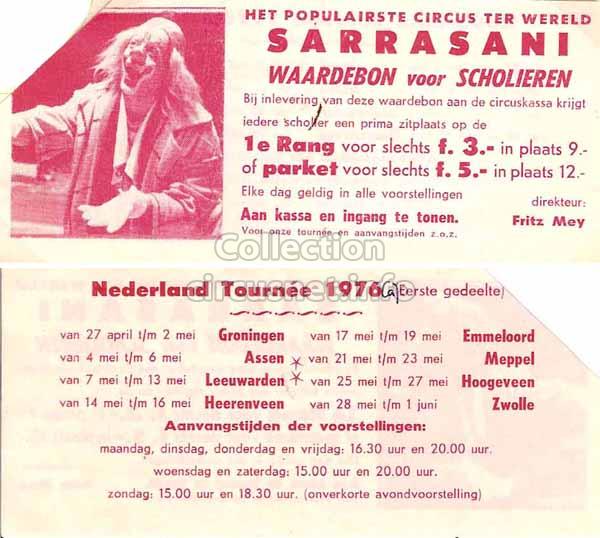 HET POPULAIRSTE CIRCUS TER WERELD
SARRASANI
WAARDEBON voor SCHOLIEREN
Bij inlevering van deze waardebon aan de circuskassa krijgt
iedere scholier een prima zitplaats op de
1e Rang voor slechts f. 3.- in plaats 9.-
of parket voor slechts f. 5.- in plaats 12.-
Elke dag geldig in alle voorstellingen
direkteur:
Aan kassa en ingang te tonen.
Fritz Mey
Voor onze tournée en aanvangstijden z.o.z.
Collection
circusnet.info
Nederland Tournée 1976 (a) (Eerste gedeelte)
van 27 april t/m 2 mei Groningen
van 4 mei t/m 6 mei Assen
van 7 mei t/m 13 mei Leeuwarden
van 14 mei t/m 16 mei Heerenveen
van 17 mei t/m 19 mei Emmeloord
van 21 mei t/m 23 mei Meppel
van 25 mei t/m 27 mei Hoogeveen
van 28 mei t/m 1 juni Zwolle
Aanvangstijden der voorstellingen:
maandag, dinsdag, donderdag en vrijdag: 16.30 uur en 20.00 uur.
woensdag en zaterdag: 15.00 uur en 20.00 uur.
zondag: 15.00 uur en 18.30 uur. (onverkorte avondvoorstelling)